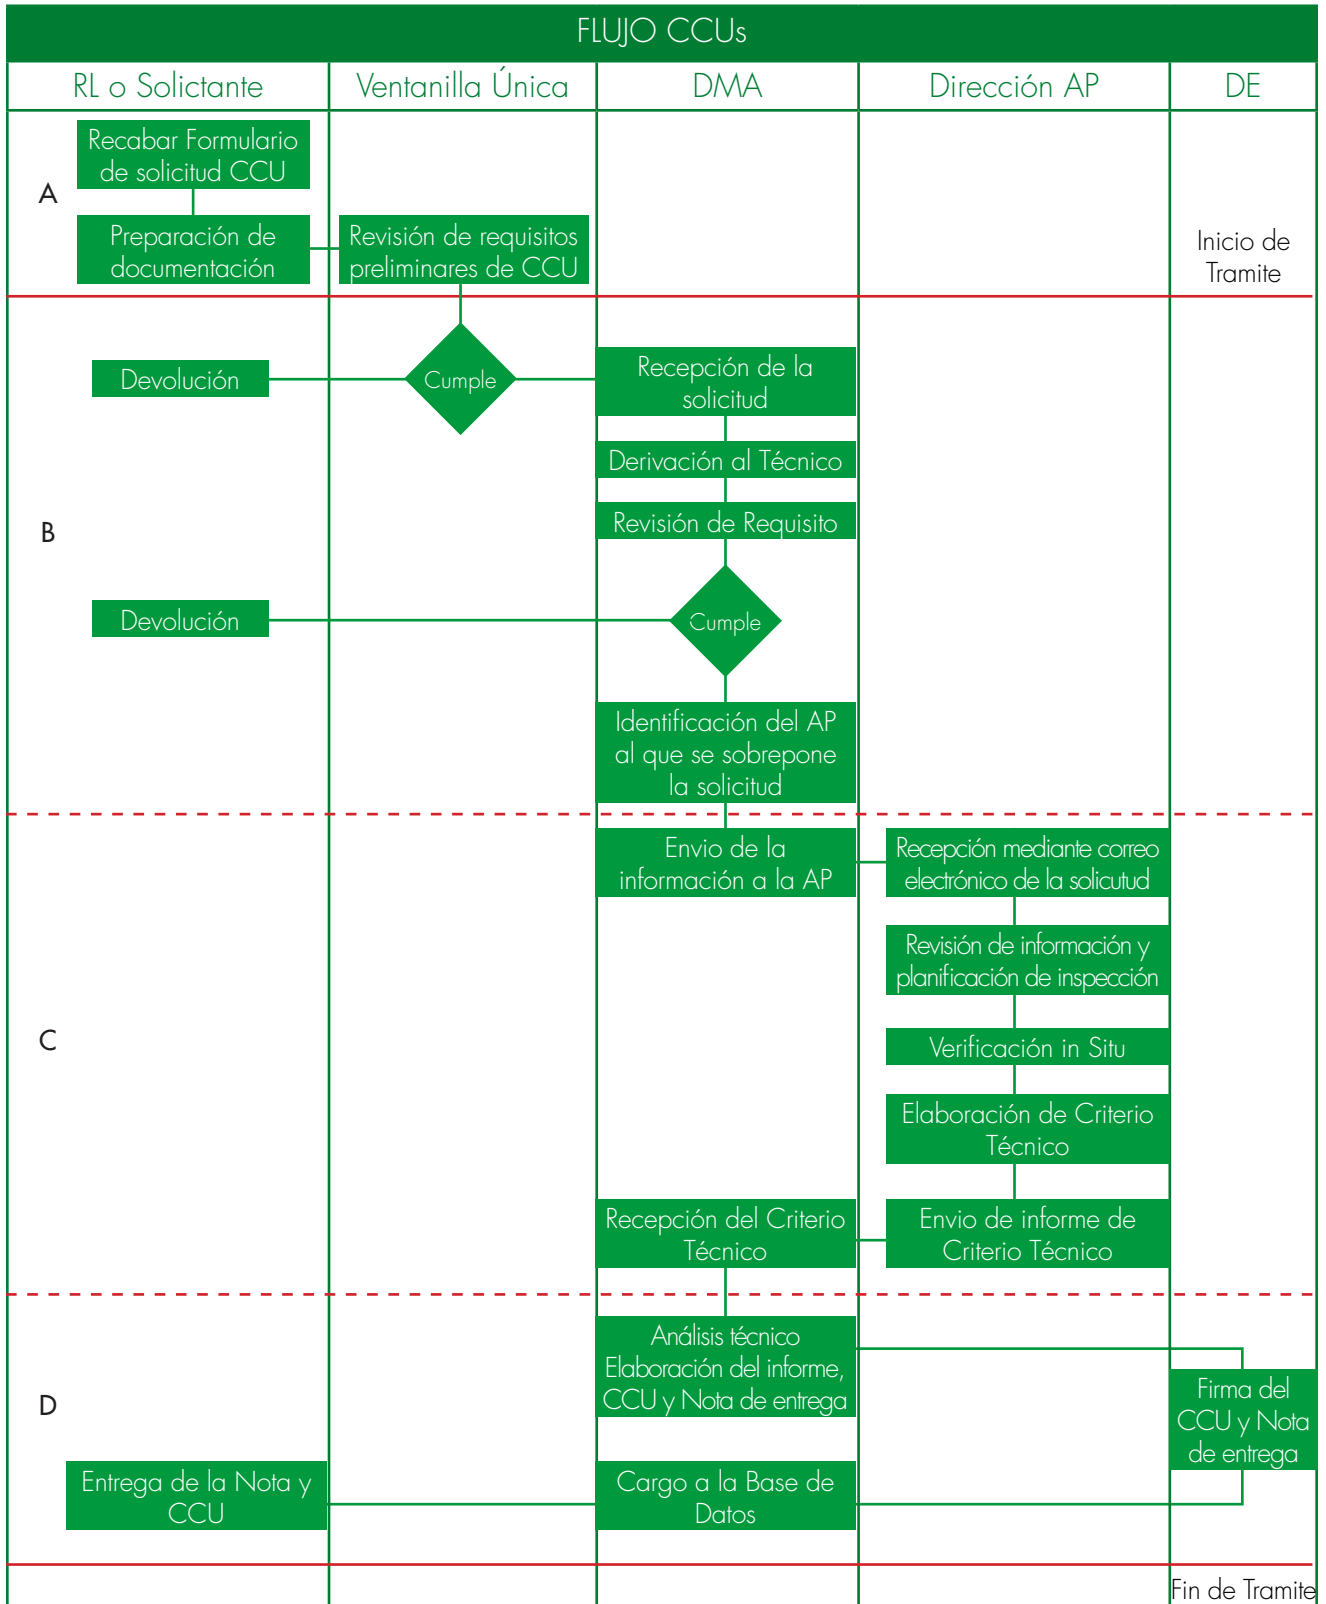 FLUJO CCUs
RL o Solictante
Ventanilla Única
DMA
Dirección AP
DE
A
Recabar Formulario
de solicitud CCU
Preparación de
documentación
Revisión de requisitos
preliminares de CCU
Inicio de
Tramite
B
Devolución
Cumple
Recepción de la
solicitud
Derivación al Técnico
Revisión de Requisito
Devolución
Cumple
Identificación del AP
al que se sobrepone
la solicitud
C
Envio de la
información a la AP
Recepción mediante correo
electrónico de la solicutud
Revisión de información y
planificación de inspección
Verificación in Situ
Elaboración de Criterio
Técnico
Recepción del Criterio
Técnico
Envio de informe de
Criterio Técnico
D
Análisis técnico
Elaboración del informe,
CCU y Nota de entrega
Firma del
CCU y Nota
de entrega
Entrega de la Nota y
CCU
Cargo a la Base de
Datos
Fin de Tramite